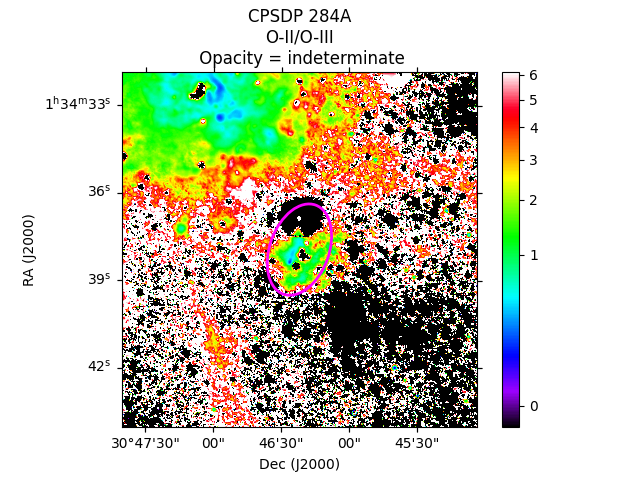 CPSDP 284A
O-II/O-III
Opacity = indeterminate
1ʰ34ᵐ33ˢ
36ˢ
39ˢ
42ˢ
RA (J2000)
30°47'30" 00" 46'30" 00" 45'30"
Dec (J2000)
6
5
4
3
2
1
0